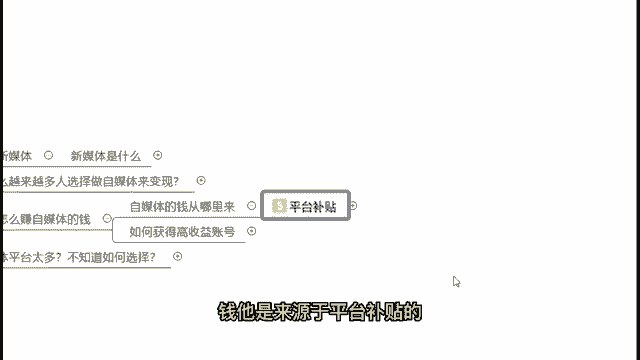 新媒体 新媒体是什么
么越来越多人选择做自媒体来变现？
自媒体的钱从哪里来 平台补贴
怎么赚自媒体的钱
如何获得高收益账号
体平台太多？不知道如何选择？
钱他是来源于平台补贴的